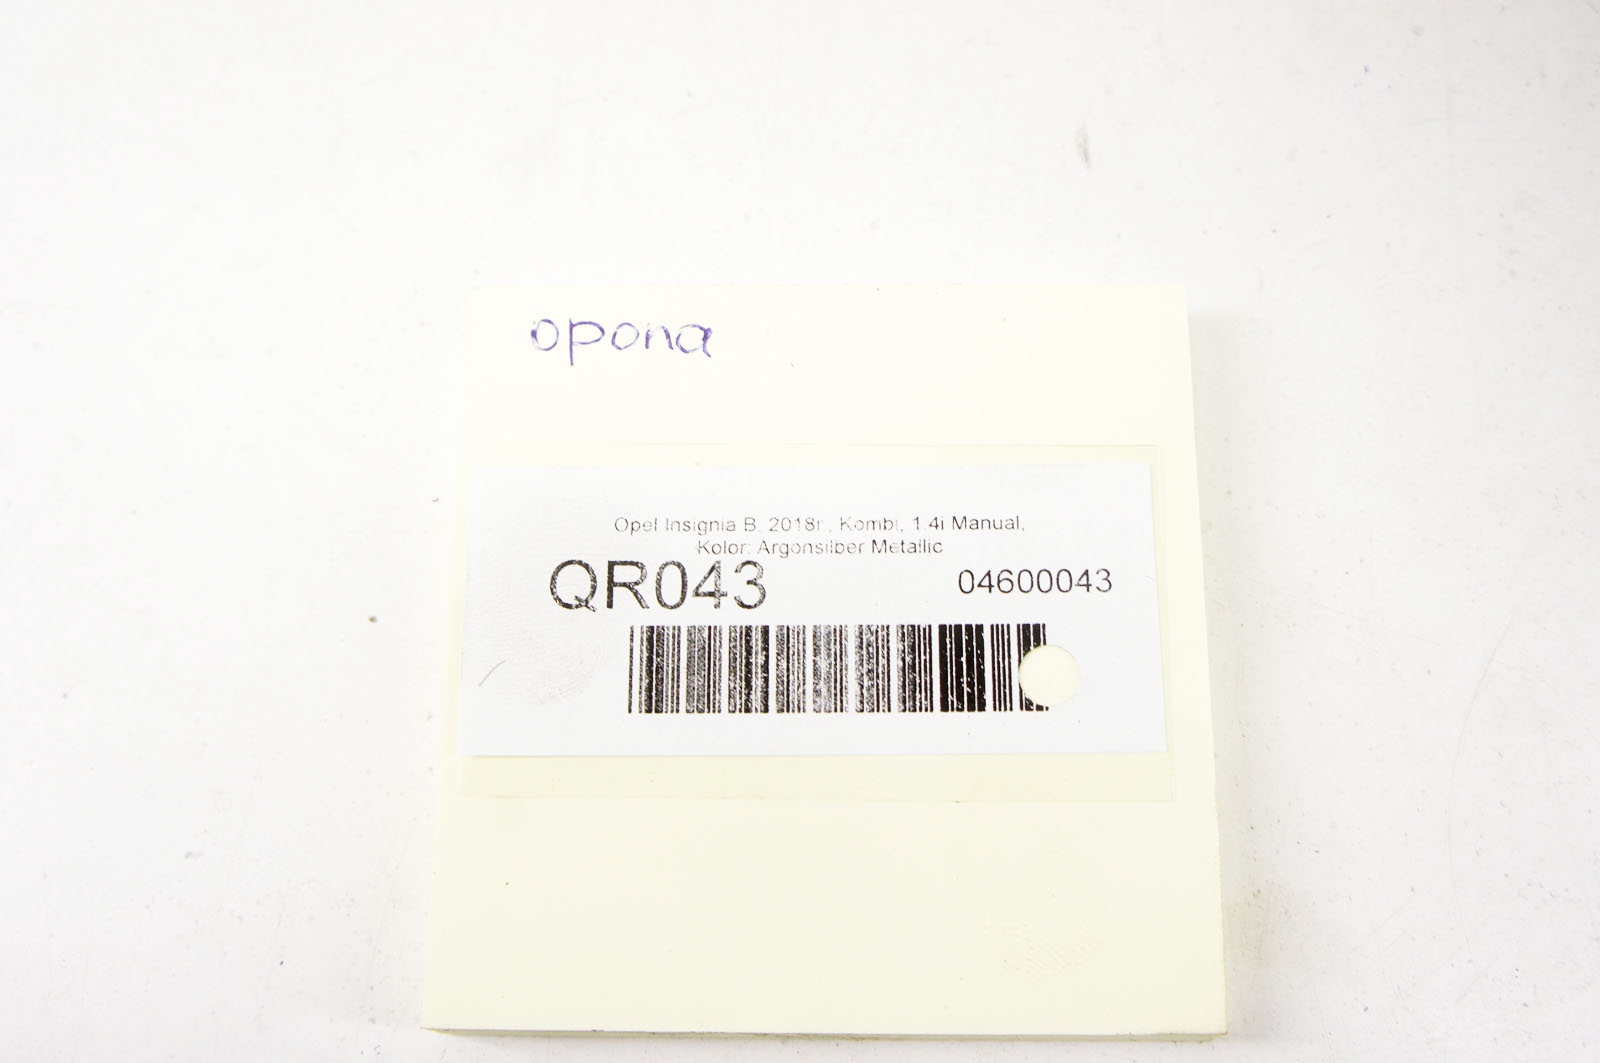 opona
Opel Insignia B, 2018r., Kombi, 1.4i Manual,
Kolor: Argonsilber Metallic
QR043
04600043